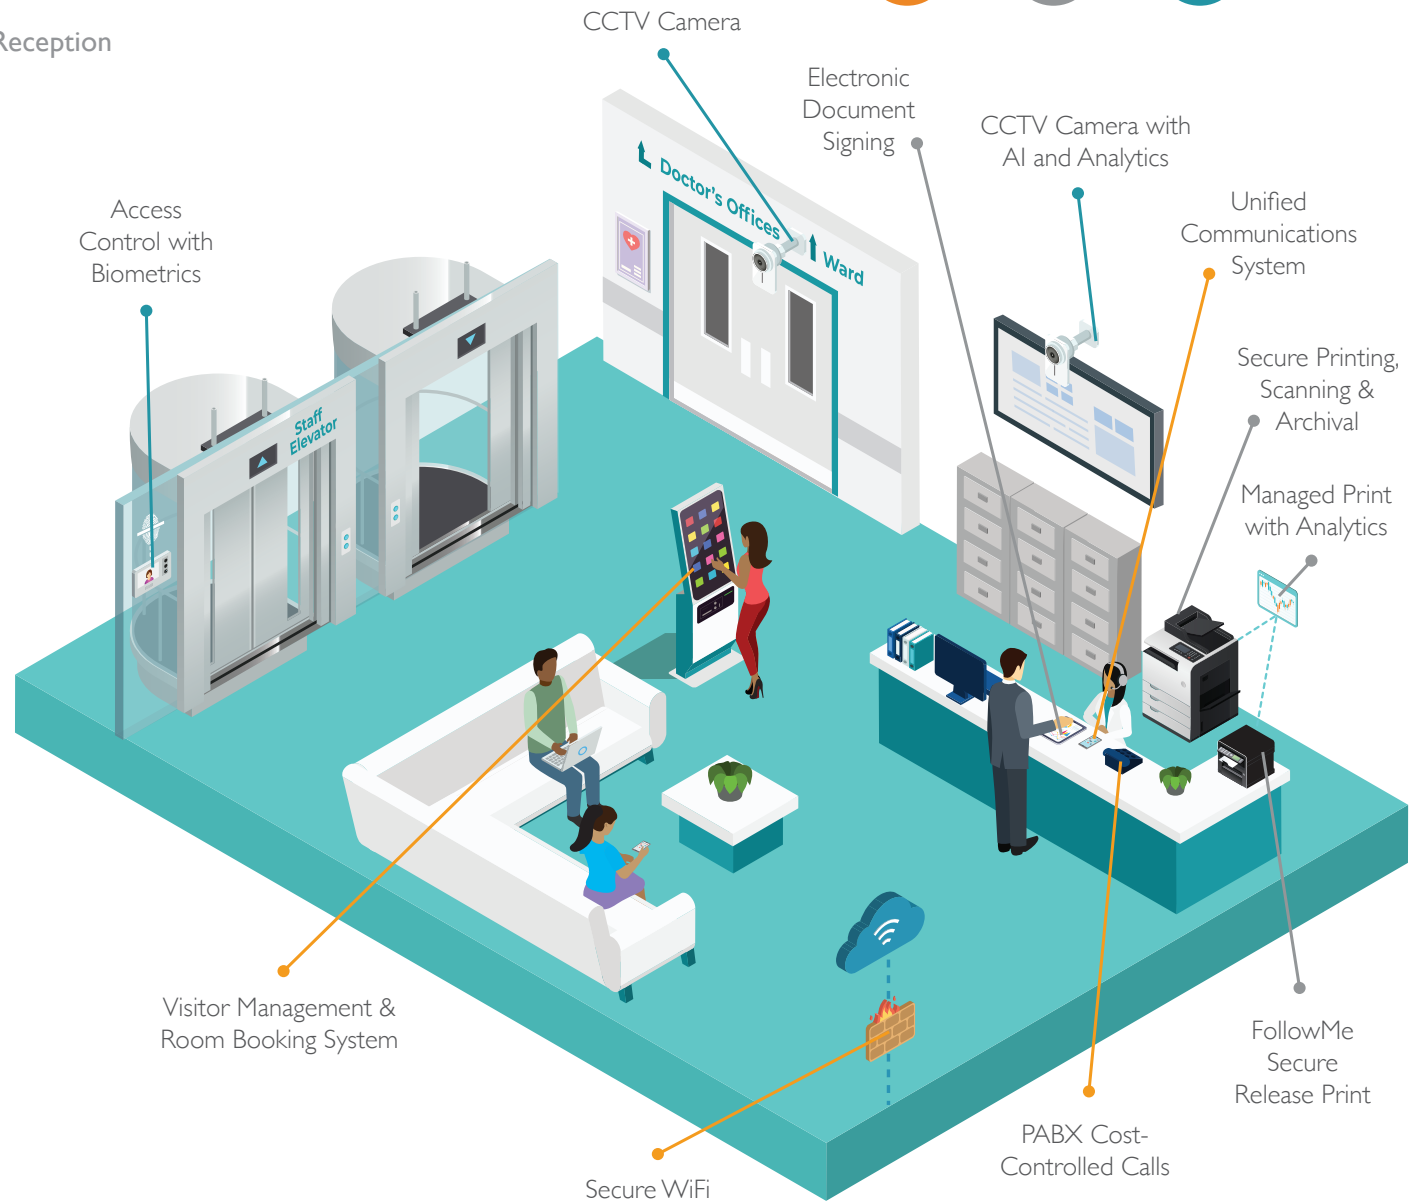 Reception
CCTV Camera
Electronic
Document
Signing
CCTV Camera with
AI and Analytics
Unified
Communications
System
Access
Control with
Biometrics
Doctor's Offices
Ward
Secure Printing,
Scanning &
Archival
Staff
Elevator
Managed Print
with Analytics
Visitor Management &
Room Booking System
FollowMe
Secure
Release Print
PABX Cost-
Controlled Calls
Secure WiFi